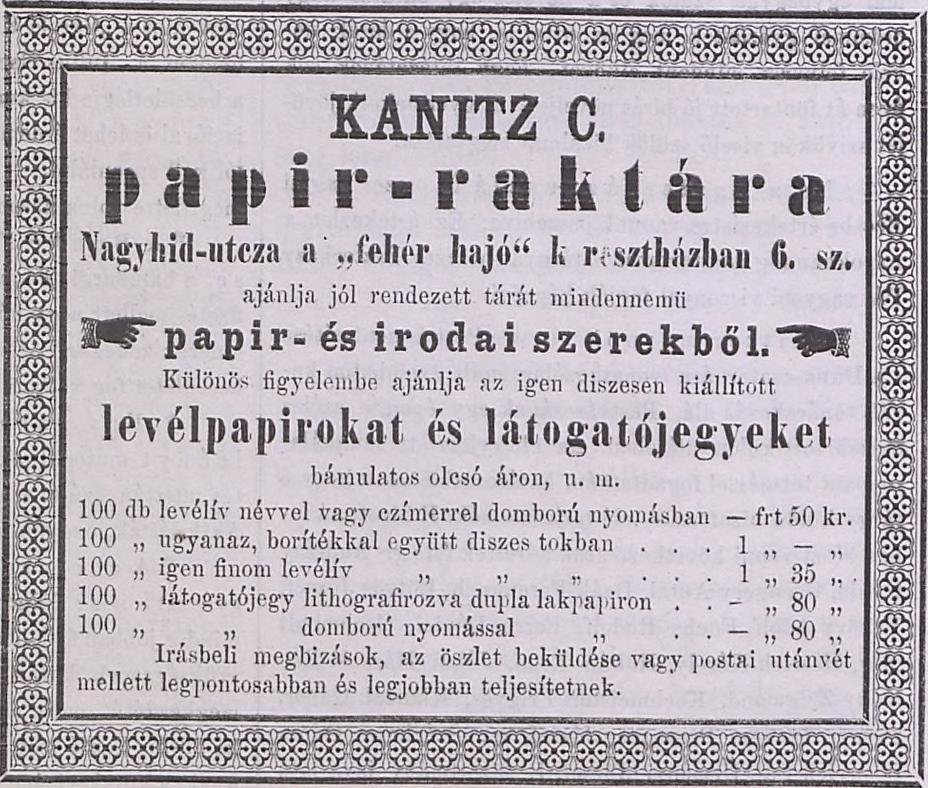 KANITZ C.
papir-raktára
Nagyhid-utcza a „fehér hajó“ k resztházban 6. sz.
ajánlja jól rendezett tárát mindennemü
papir- és irodai szerekből.
Különös figyelembe ajánlja az igen diszesen kiállított
levélpapirokat és látogatójegyeket
bámulatos olcsó áron, u. m.
100 db levélív névvel vagy czímerrel domború nyomásban — frt 50 kr.
100 „ ugyanaz, borítékkal együtt diszes tokban . . 1 „ — „
100 „ igen finom levélív „ „ „ . . 1 „ 35 „
100 „ látogatójegy lithografirozva dupla lakpapiron . — „ 80 „
100 „ „ domború nyomással . . — „ 80 „
Irásbeli megbizások, az öszlet beküldése vagy postai utánvét
mellett legpontosabban és legjobban teljesítetnek.